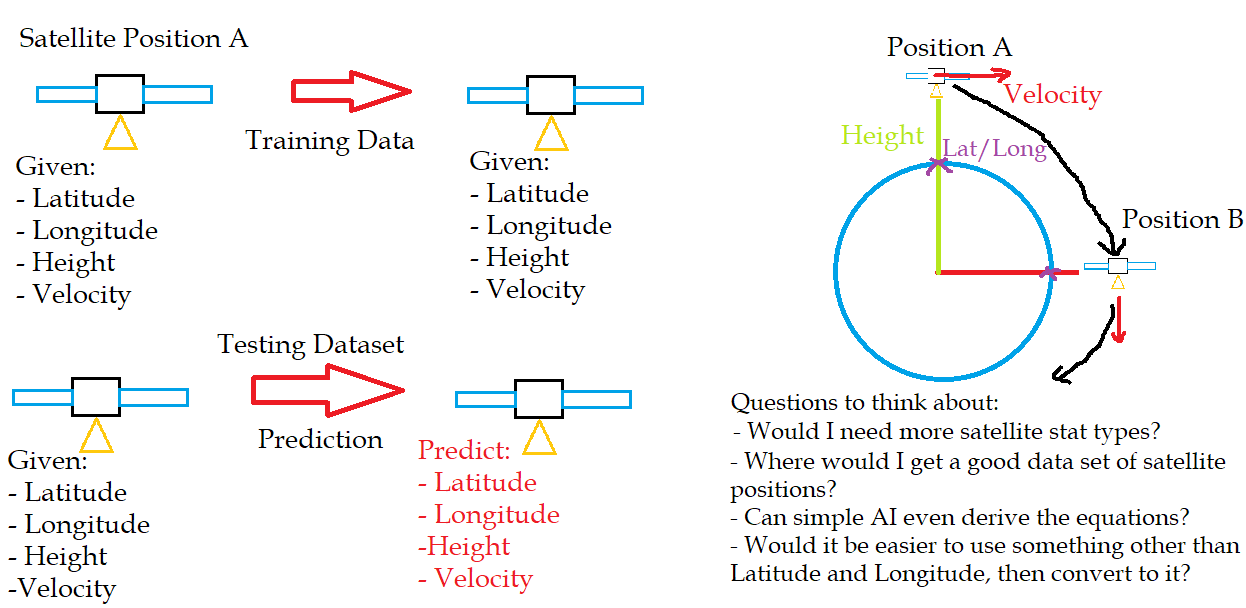 Satellite Position A
Training Data
Given:
- Latitude
- Longitude
- Height
- Velocity
Given:
- Latitude
- Longitude
- Height
- Velocity
Testing Dataset
Prediction
Given:
- Latitude
- Longitude
- Height
-Velocity
Predict:
- Latitude
- Longitude
-Height
- Velocity
Position A
Velocity
Height
Lat/Long
Position B
Questions to think about:
- Would I need more satellite stat types?
- Where would I get a good data set of satellite
positions?
- Can simple AI even derive the equations?
- Would it be easier to use something other than
Latitude and Longitude, then convert to it?